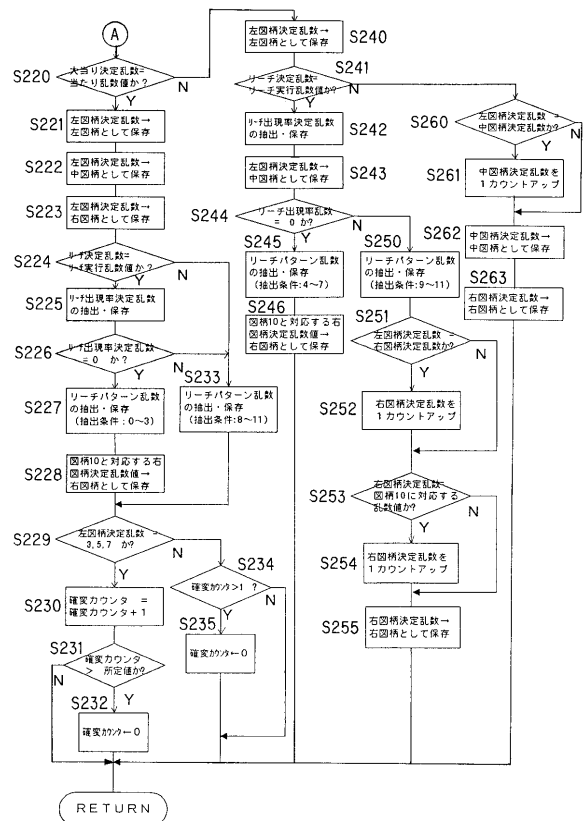 A
S220
大当り決定乱数=
当たり乱数値か?
N
Y
S221
左図柄決定乱数→
左図柄として保存
S222
左図柄決定乱数→
中図柄として保存
S223
左図柄決定乱数→
右図柄として保存
S224
リーチ決定乱数=
リーチ実行乱数値か?
N
Y
S225
リーチ出現率決定乱数
の抽出・保存
S226
リーチ出現率決定乱数
= 0 か?
N
Y
S227
リーチパターン乱数
の抽出・保存
(抽出条件:0~3)
S233
リーチパターン乱数
の抽出・保存
(抽出条件:8~11)
S228
図柄10と対応する右
図柄決定乱数値→
右図柄として保存
S229
左図柄決定乱数=
3,5,7 か?
N
Y
S230
確変カウンタ =
確変カウンタ+1
S231
確変カウンタ
> 所定値か?
N
Y
S232
確変カウンタ←0
S234
確変カウンタ>1 ?
N
Y
S235
確変カウンタ←0
RETURN
S240
左図柄決定乱数→
左図柄として保存
S241
リーチ決定乱数=
リーチ実行乱数値か?
N
Y
S242
リーチ出現率決定乱数
の抽出・保存
S243
左図柄決定乱数→
中図柄として保存
S244
リーチ出現率乱数
= 0 か?
N
Y
S245
リーチパターン乱数
の抽出・保存
(抽出条件:4~7)
S246
図柄10と対応する右
図柄決定乱数値→
右図柄として保存
S250
リーチパターン乱数
の抽出・保存
(抽出条件:9~11)
S251
左図柄決定乱数 =
右図柄決定乱数か?
N
Y
S252
右図柄決定乱数を
1カウントアップ
S253
右図柄決定乱数=
図柄10に対応する
乱数値か?
N
Y
S254
右図柄決定乱数を
1カウントアップ
S255
右図柄決定乱数→
右図柄として保存
S260
左図柄決定乱数 =
中図柄決定乱数か?
N
Y
S261
中図柄決定乱数を
1カウントアップ
S262
中図柄決定乱数→
中図柄として保存
S263
右図柄決定乱数→
右図柄として保存